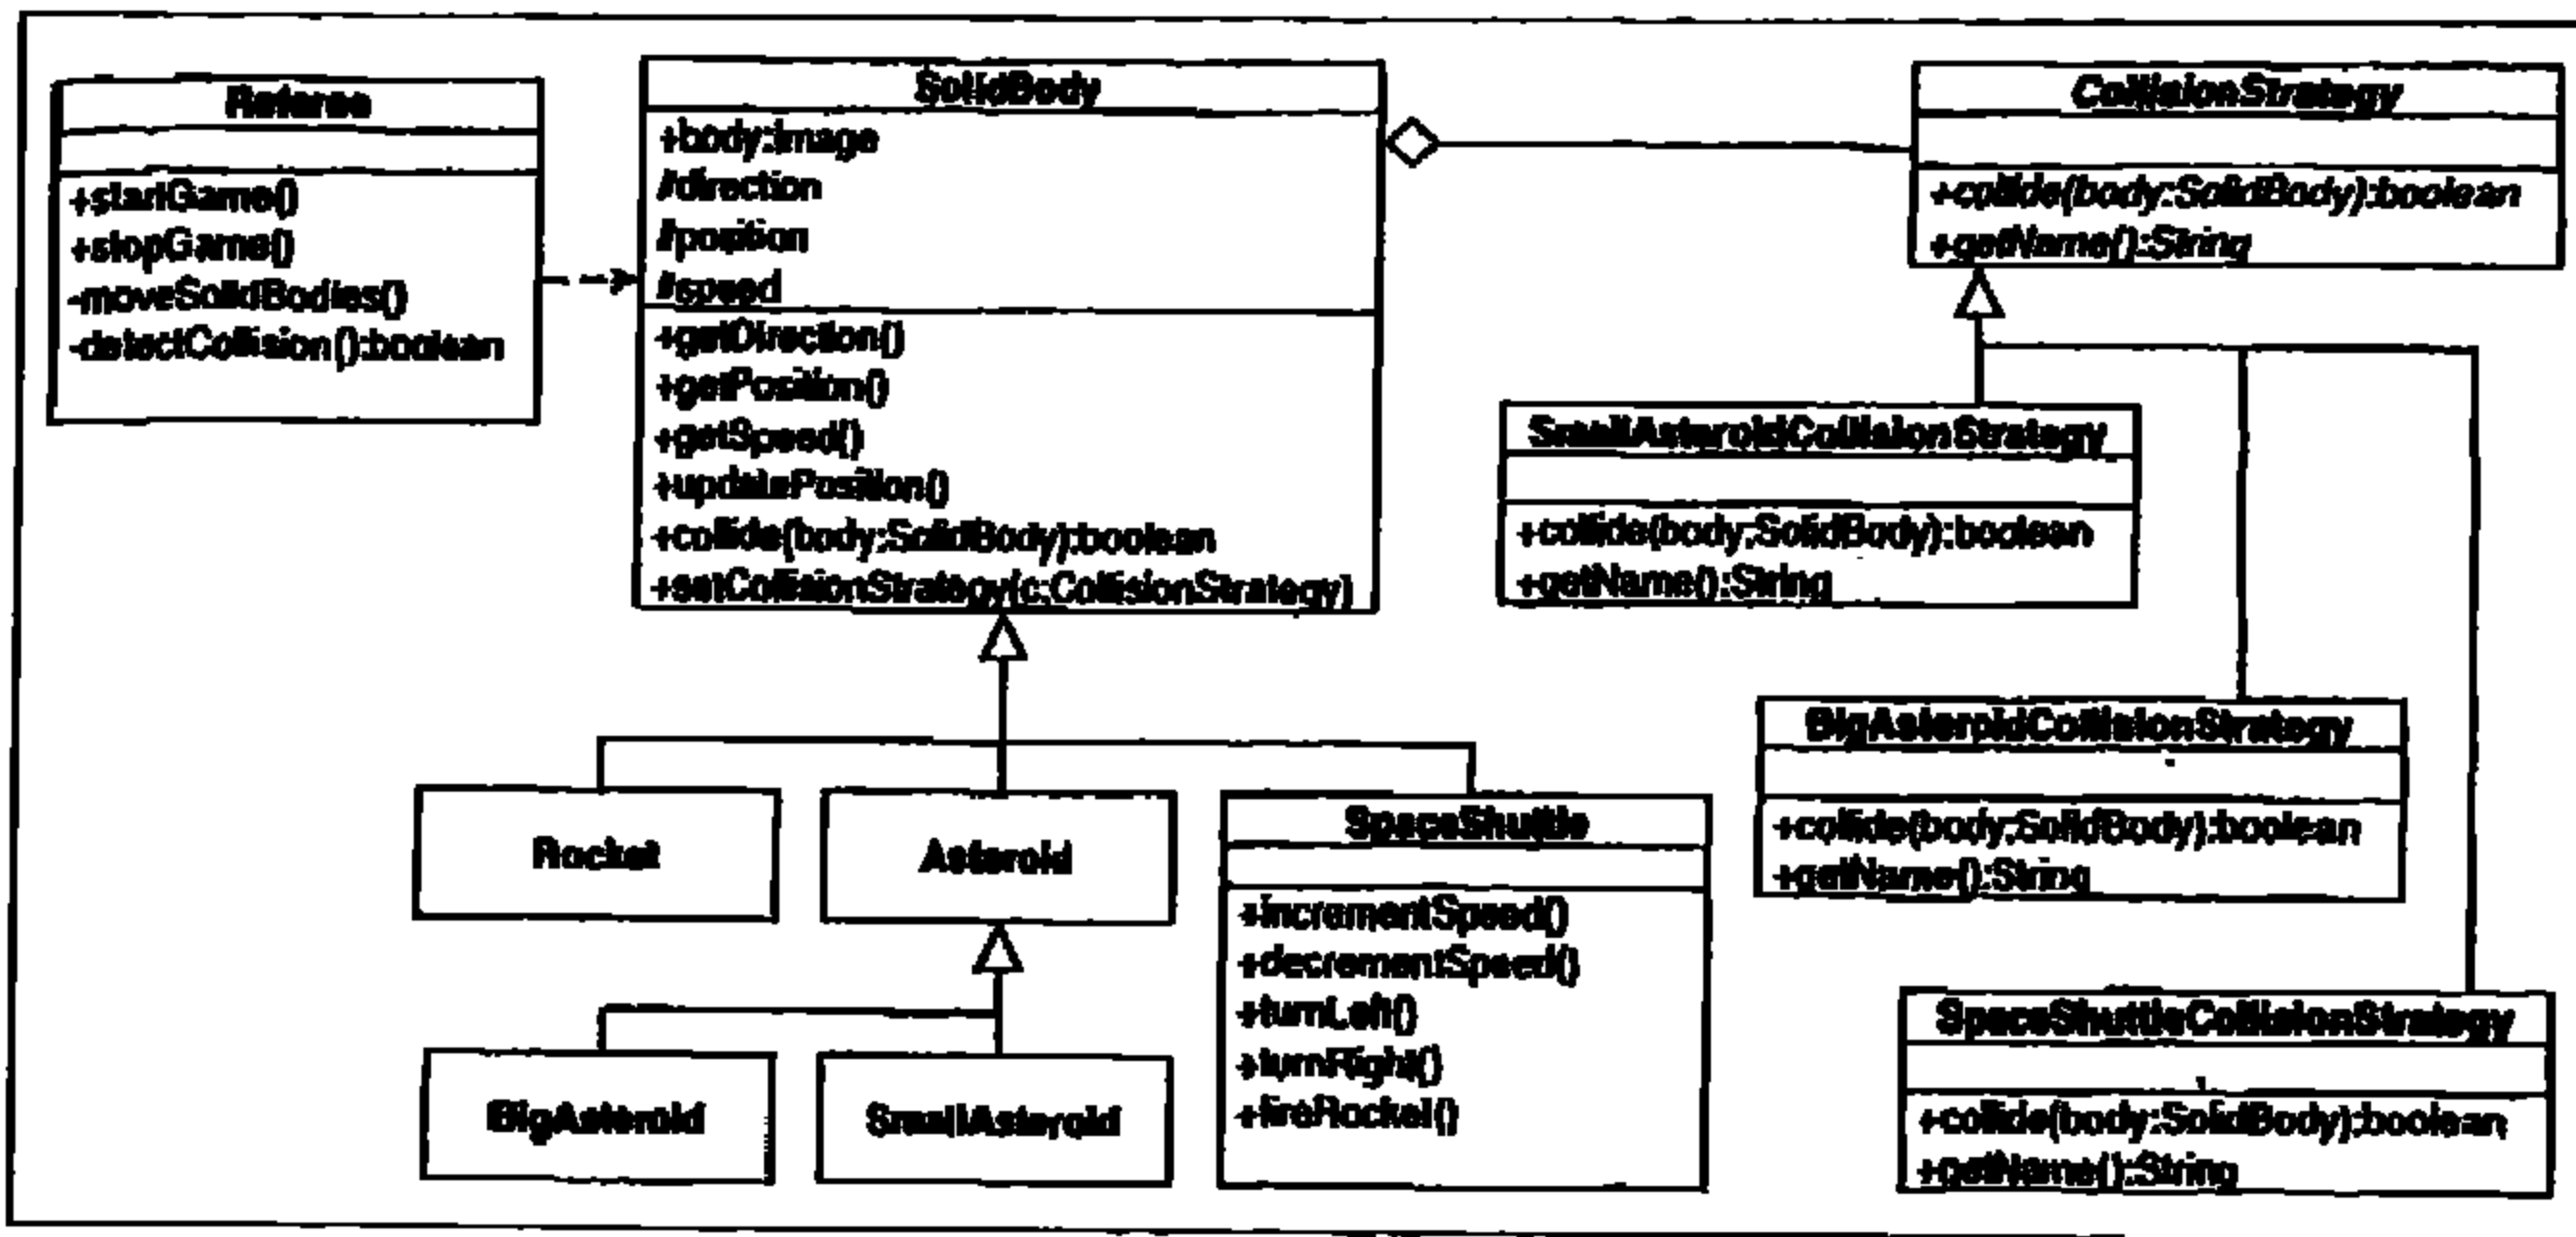 Referee
+startGame()
+stopGame()
-moveSolidBodies()
-detectCollision():boolean
SolidBody
+body:Image
#direction
#position
#speed
+getDirection()
+getPosition()
+getSpeed()
+updatePosition()
+collide(body:SolidBody):boolean
+setCollisionStrategy(c:CollisionStrategy)
CollisionStrategy
+collide(body:SolidBody):boolean
+getName():String
SmallAsteroidCollisionStrategy
+collide(body:SolidBody):boolean
+getName():String
BigAsteroidCollisionStrategy
+collide(body:SolidBody):boolean
+getName():String
SpaceShuttleCollisionStrategy
+collide(body:SolidBody):boolean
+getName():String
Rocket
Asteroid
SpaceShuttle
+incrementSpeed()
+decrementSpeed()
+turnLeft()
+turnRight()
+fireRocket()
BigAsteroid
SmallAsteroid